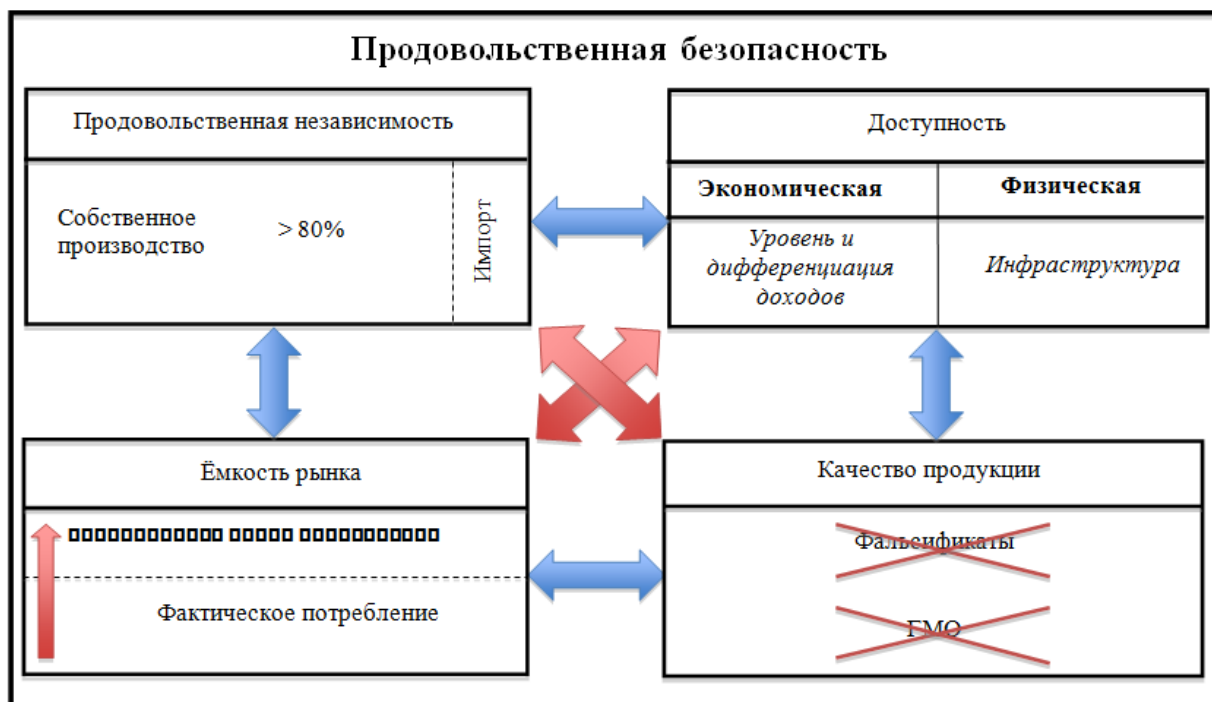 Продовольственная безопасность
Продовольственная независимость
Собственное
производство
> 80%
Импорт
Доступность
Экономическая
Физическая
Уровень и
дифференциация
доходов
Инфраструктура
Ёмкость рынка
Фактическое потребление
Качество продукции
Фальсификаты
ГМО